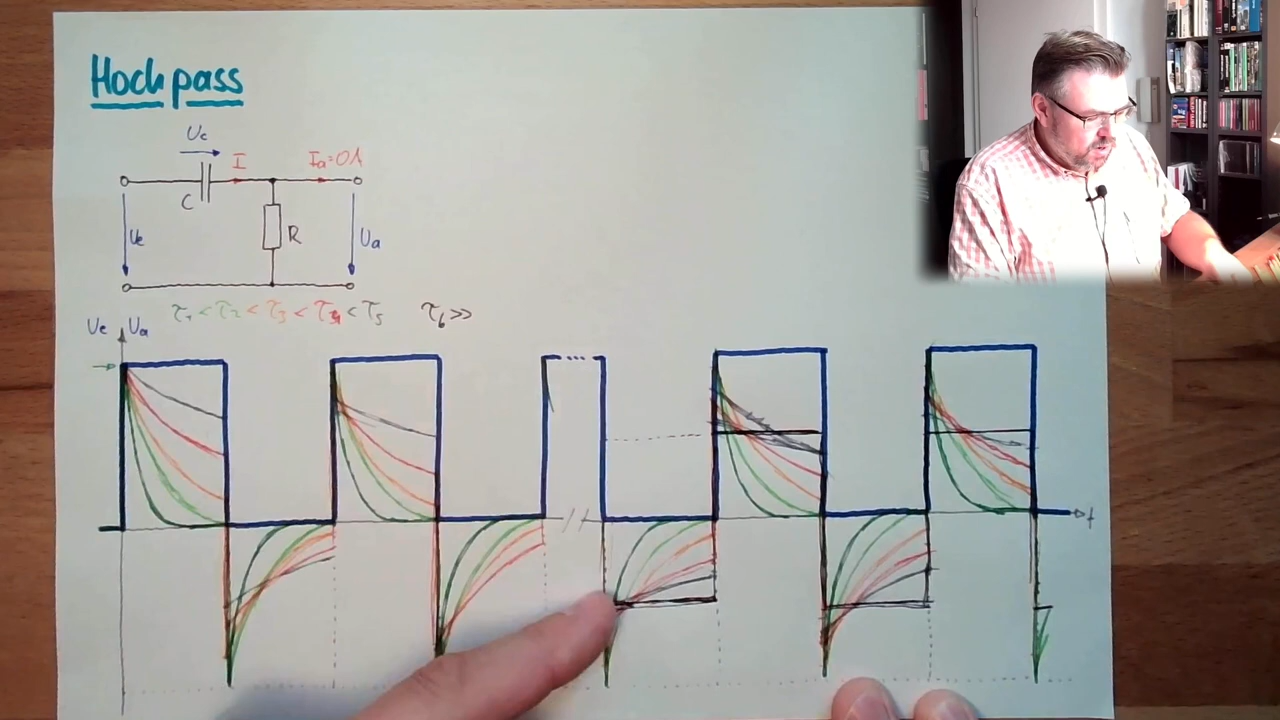 Hochpass
Uc
I
Ia=0A
C
Ue
R
Ua
τ1 < τ2 < τ3 < τ4 < τ5 τ6 >>
Ue Ua
t